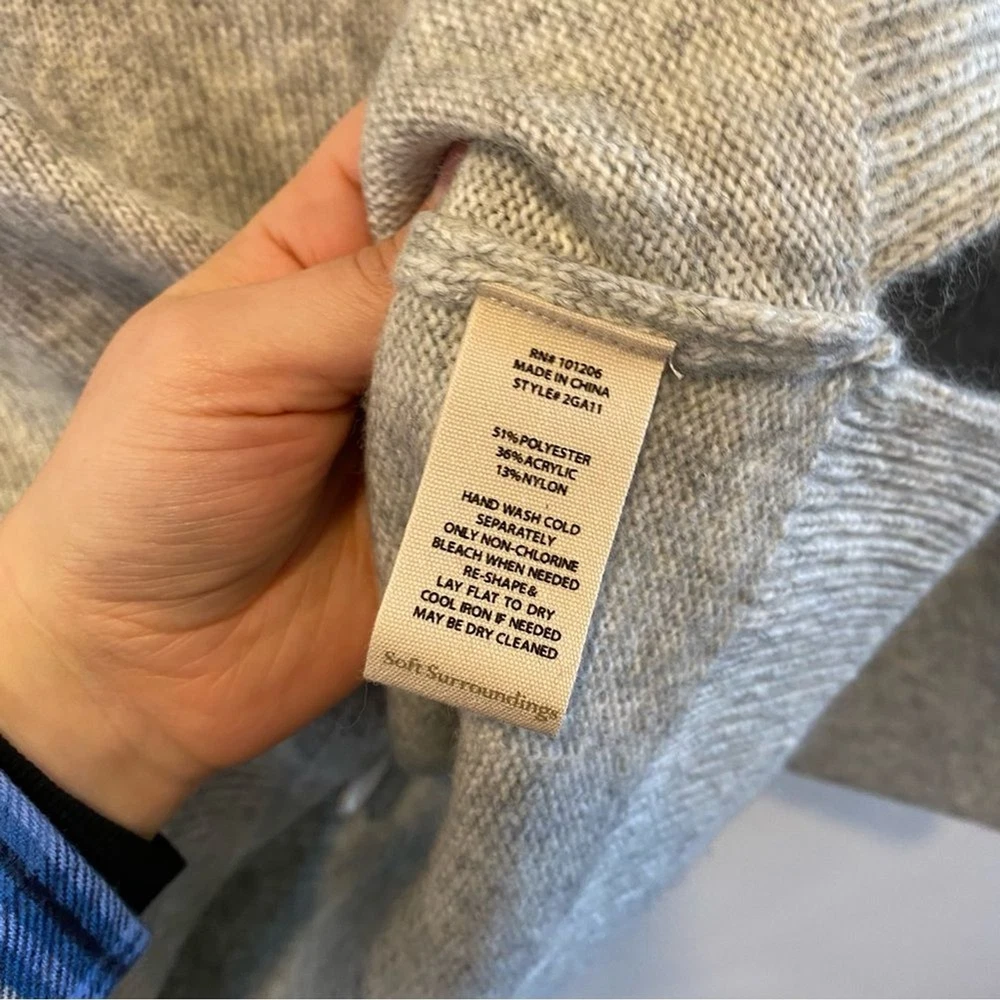 RN# 101206
MADE IN CHINA
STYLE# 2GA11
51% POLYESTER
36% ACRYLIC
13% NYLON
HAND WASH COLD
SEPARATELY
ONLY NON-CHLORINE
BLEACH WHEN NEEDED
RE-SHAPE &
LAY FLAT TO DRY
COOL IRON IF NEEDED
MAY BE DRY CLEANED
Soft Surroundings